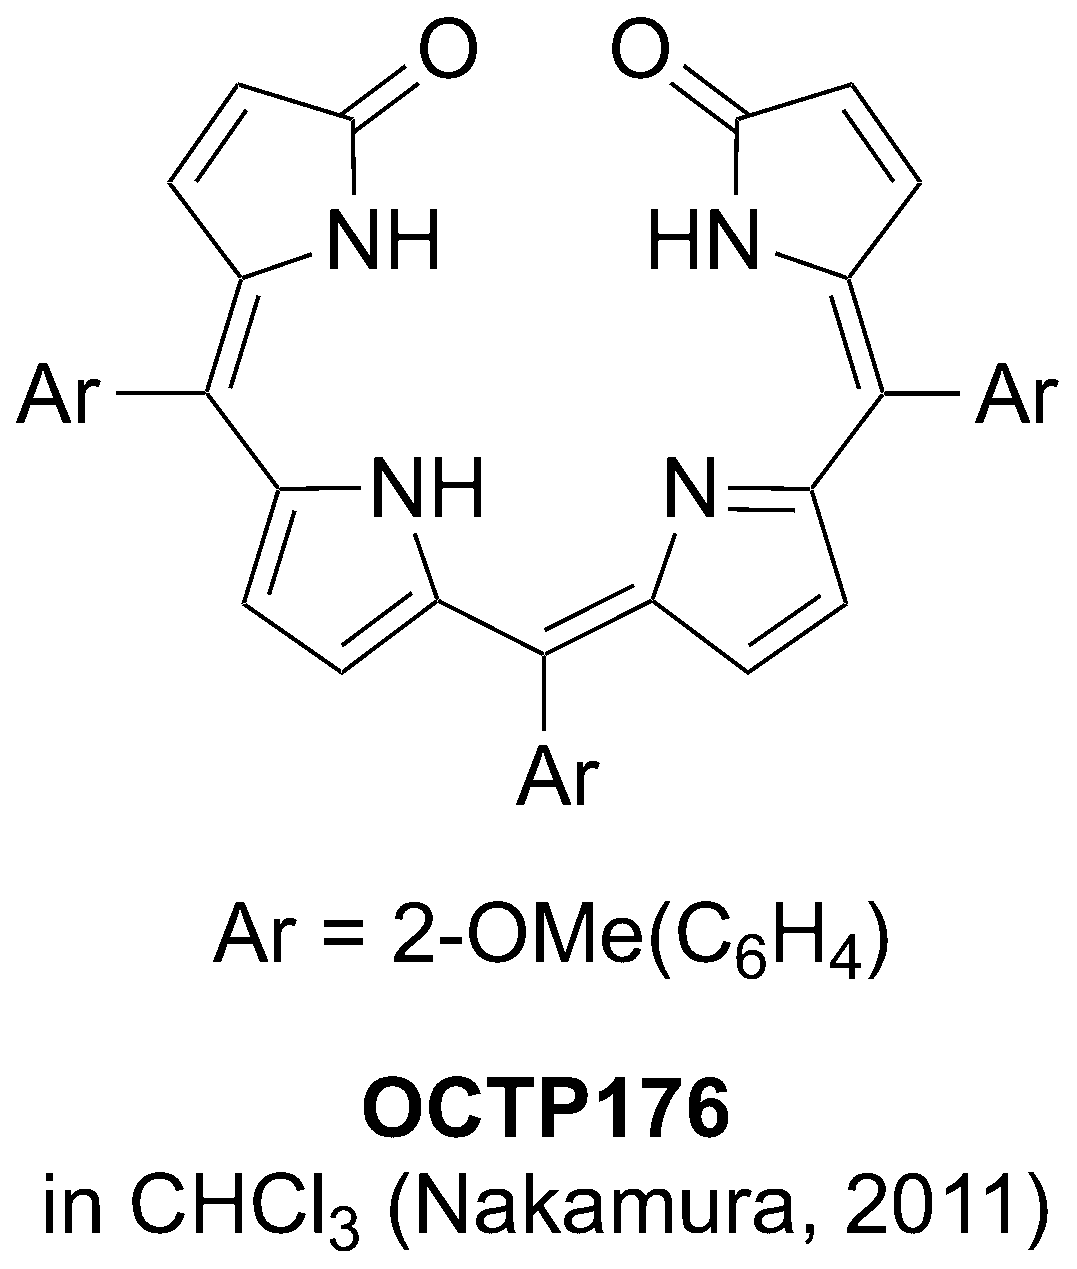 O O
NH HN
Ar Ar
NH N
Ar
Ar = 2-OMe(C₆H₄)
OCTP176
in CHCl₃ (Nakamura, 2011)